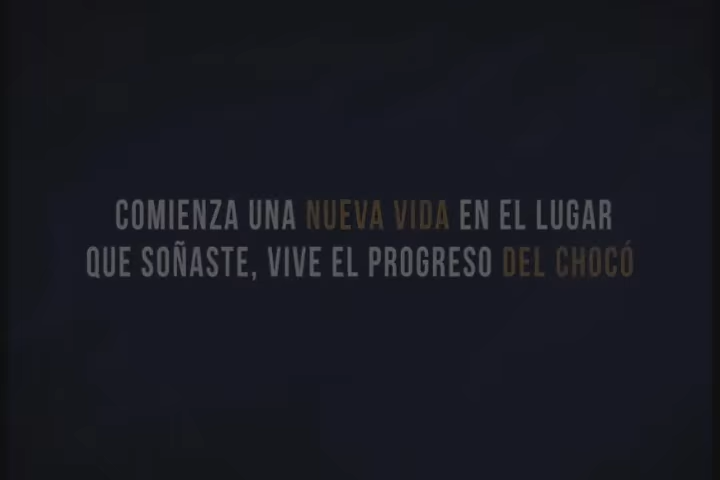 COMIENZA UNA NUEVA VIDA EN EL LUGAR
QUE SOÑASTE, VIVE EL PROGRESO DEL CHOCÓ